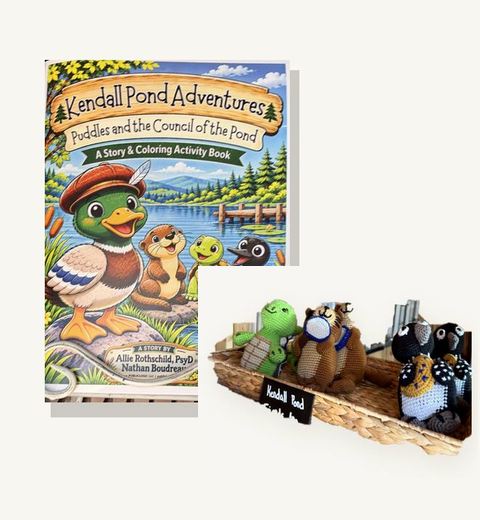 Kendall Pond Adventures
Puddles and the Council of the Pond
A Story & Coloring Activity Book
A STORY BY
Allie Rothschild, PsyD
Nathan Boudreau
Kendall Pond